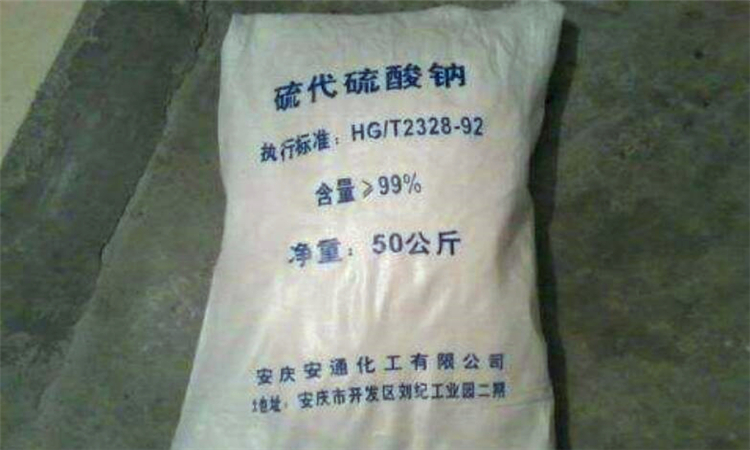 硫代硫酸钠
执行标准：HG/T2328-92
含量≥99%
净重：50公斤
安庆安通化工有限公司
地址：安庆市开发区刘纪工业园二期